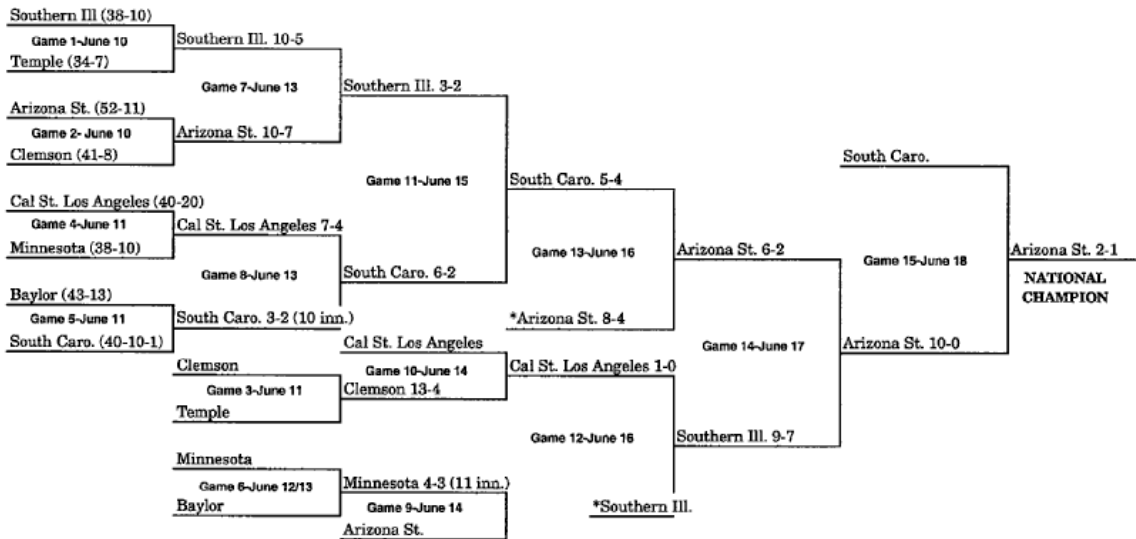 Southern Ill (38-10)
Game 1-June 10
Temple (34-7)
Southern Ill. 10-5
Game 7-June 13
Arizona St. (52-11)
Game 2- June 10
Clemson (41-8)
Arizona St. 10-7
Southern Ill. 3-2
Game 11-June 15
Cal St. Los Angeles (40-20)
Game 4-June 11
Minnesota (38-10)
Cal St. Los Angeles 7-4
Game 8-June 13
Baylor (43-13)
Game 5-June 11
South Caro. (40-10-1)
South Caro. 3-2 (10 inn.)
South Caro. 6-2
South Caro. 5-4
Game 13-June 16
*Arizona St. 8-4
Arizona St. 6-2
Game 14-June 17
Clemson
Game 3-June 11
Temple
Cal St. Los Angeles
Game 10-June 14
Clemson 13-4
Cal St. Los Angeles 1-0
Game 12-June 16
Minnesota
Game 6-June 12/13
Baylor
Minnesota 4-3 (11 inn.)
Game 9-June 14
Arizona St.
*Southern Ill.
Southern Ill. 9-7
South Caro.
Game 15-June 18
Arizona St. 10-0
Arizona St. 2-1
NATIONAL
CHAMPION